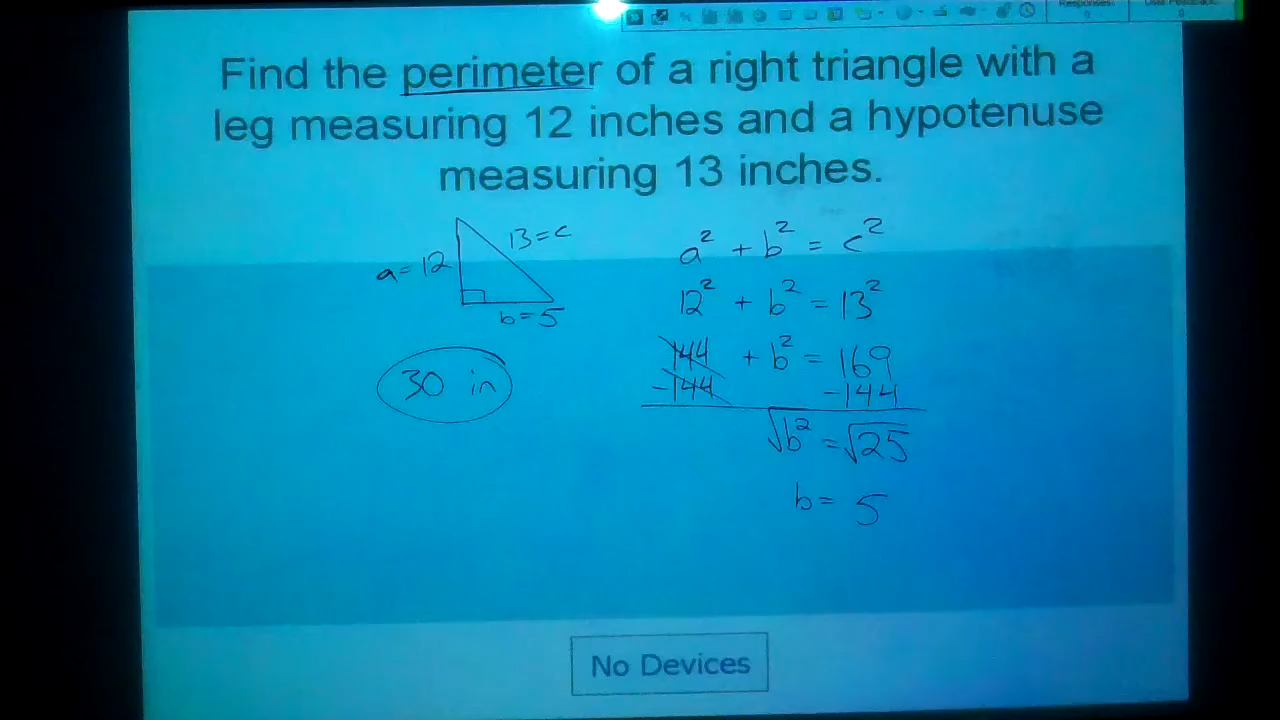 Find the perimeter of a right triangle with a
leg measuring 12 inches and a hypotenuse
measuring 13 inches.
a = 12
13 = c
b = 5
30 in
a² + b² = c²
12² + b² = 13²
144 + b² = 169
-144 -144
√b² = √25
b = 5
No Devices